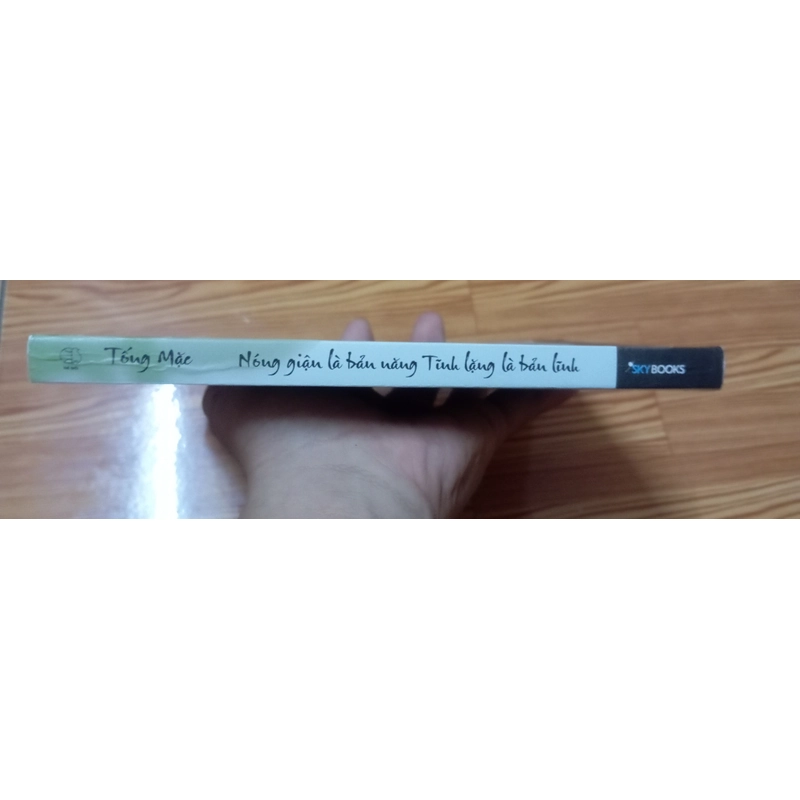 Tống Mặc
Nóng giận là bản năng Tĩnh lặng là bản lĩnh
SKYBOOKS